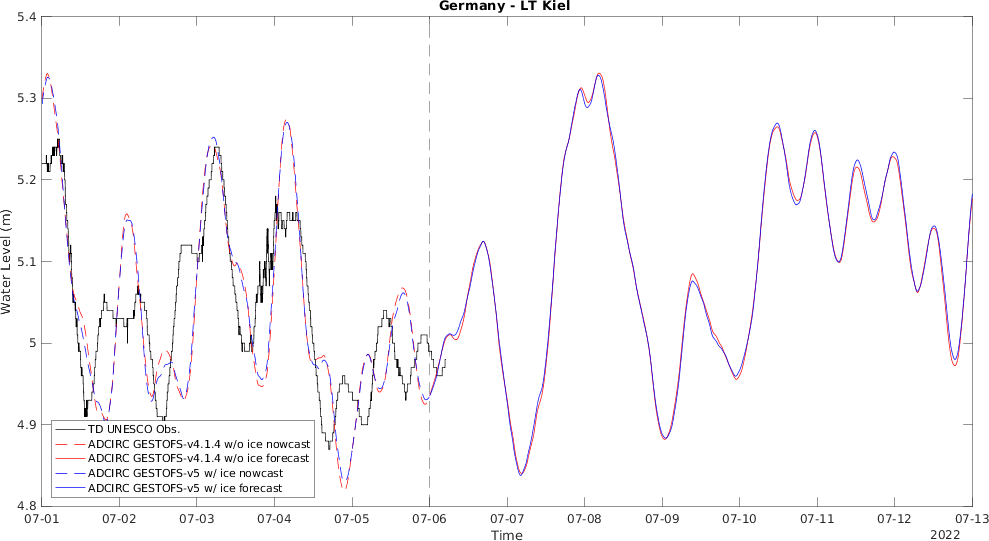 Germany - LT Kiel
5.4
5.3
5.2
5.1
5
4.9
4.8
Water Level (m)
TD UNESCO Obs.
ADCIRC GESTOFS-v4.1.4 w/o ice nowcast
ADCIRC GESTOFS-v4.1.4 w/o ice forecast
ADCIRC GESTOFS-v5 w/ ice nowcast
ADCIRC GESTOFS-v5 w/ ice forecast
07-01 07-02 07-03 07-04 07-05 07-06 07-07 07-08 07-09 07-10 07-11 07-12 07-13
Time
2022